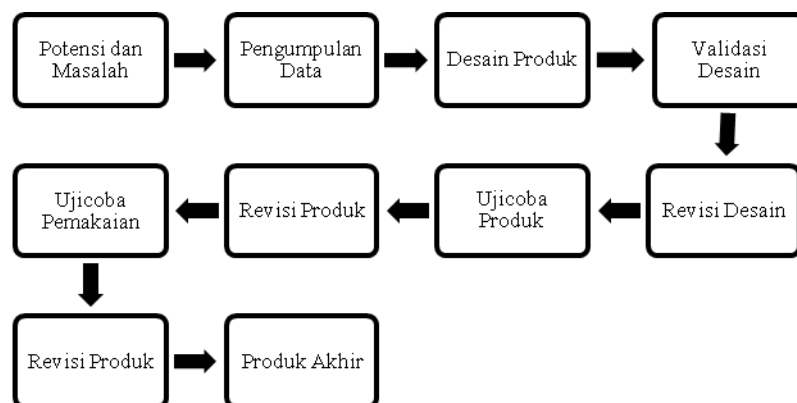 Potensi dan
Masalah
Pengumpulan
Data
Desain Produk
Validasi
Desain
Revisi Desain
Ujicoba
Produk
Revisi Produk
Ujicoba
Pemakaian
Revisi Produk
Produk Akhir